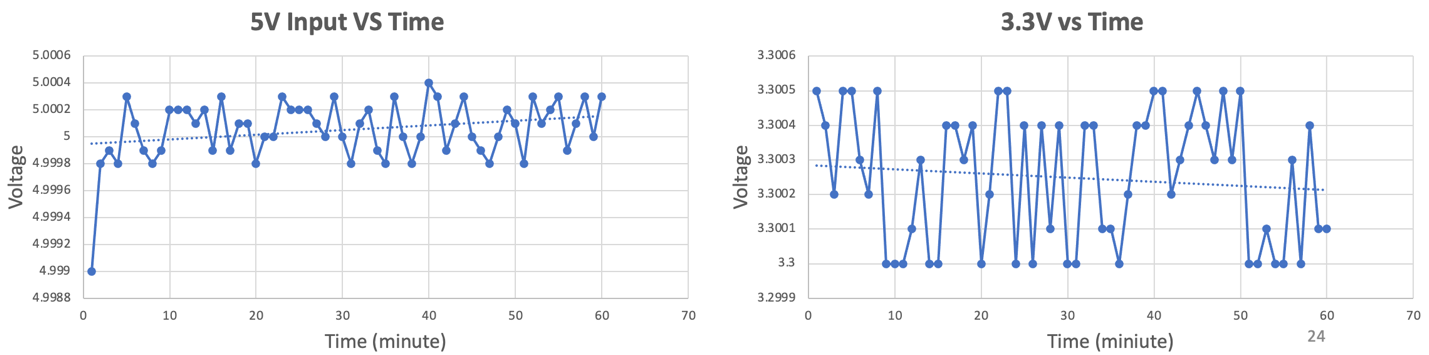 5V Input VS Time
5.0006
5.0004
5.0002
5
4.9998
4.9996
4.9994
4.9992
4.999
4.9988
Voltage
0 10 20 30 40 50 60 70
Time (minute)
3.3V vs Time
3.3006
3.3005
3.3004
3.3003
3.3002
3.3001
3.3
3.2999
Voltage
0 10 20 30 40 50 60 70
Time (miniute)
24